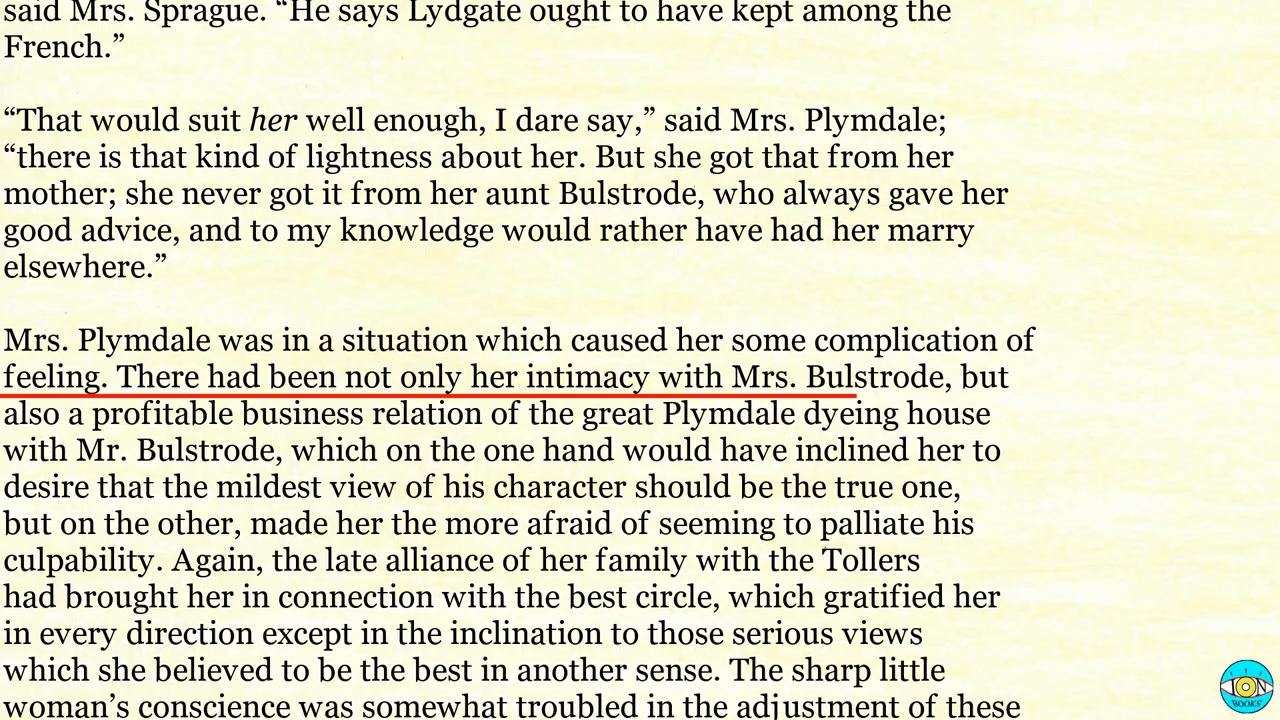 said Mrs. Sprague. “He says Lydgate ought to have kept among the
French.”
“That would suit her well enough, I dare say,” said Mrs. Plymdale;
“there is that kind of lightness about her. But she got that from her
mother; she never got it from her aunt Bulstrode, who always gave her
good advice, and to my knowledge would rather have had her marry
elsewhere.”
Mrs. Plymdale was in a situation which caused her some complication of
feeling. There had been not only her intimacy with Mrs. Bulstrode, but
also a profitable business relation of the great Plymdale dyeing house
with Mr. Bulstrode, which on the one hand would have inclined her to
desire that the mildest view of his character should be the true one,
but on the other, made her the more afraid of seeming to palliate his
culpability. Again, the late alliance of her family with the Tollers
had brought her in connection with the best circle, which gratified her
in every direction except in the inclination to those serious views
which she believed to be the best in another sense. The sharp little
woman’s conscience was somewhat troubled in the adjustment of these
ION
BOOKS